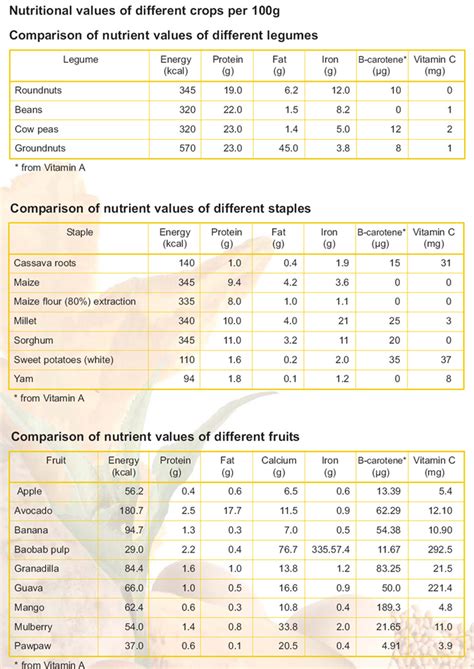 Nutritional values of different crops per 100g
Comparison of nutrient values of different legumes
Legume Energy (kcal) Protein (g) Fat (g) Iron (g) B-carotene* (µg) Vitamin C (mg)
Roundnuts 345 19.0 6.2 12.0 10 0
Beans 320 22.0 1.5 8.2 0 1
Cow peas 320 23.0 1.4 5.0 12 2
Groundnuts 570 23.0 45.0 3.8 8 1
* from Vitamin A
Comparison of nutrient values of different staples
Staple Energy (kcal) Protein (g) Fat (g) Iron (g) B-carotene* (µg) Vitamin C (mg)
Cassava roots 140 1.0 0.4 1.9 15 31
Maize 345 9.4 4.2 3.6 0 0
Maize flour (80%) extraction 335 8.0 1.0 1.1 0 0
Millet 340 10.0 4.0 21 25 3
Sorghum 345 11.0 3.2 11 20 0
Sweet potatoes (white) 110 1.6 0.2 2.0 35 37
Yam 94 1.8 0.1 1.2 0 8
* from Vitamin A
Comparison of nutrient values of different fruits
Fruit Energy (kcal) Protein (g) Fat (g) Calcium (g) Iron (g) B-carotene* (µg) Vitamin C (mg)
Apple 56.2 0.4 0.6 6.5 0.6 13.39 5.4
Avocado 180.7 2.5 17.7 11.5 0.9 62.29 12.10
Banana 94.7 1.3 0.3 7.0 0.5 54.38 10.90
Baobab pulp 29.0 2.2 0.4 76.7 335.57.4 11.67 292.5
Granadilla 84.4 1.6 1.0 13.8 1.2 83.25 21.5
Guava 66.0 1.0 0.5 16.6 0.9 50.0 221.4
Mango 62.4 0.6 0.3 10.8 0.4 189.3 4.8
Mulberry 54.0 1.4 0.8 33.8 2.0 21.65 11.0
Pawpaw 37.0 0.6 0.1 20.5 0.4 4.91 3.9
* from Vitamin A